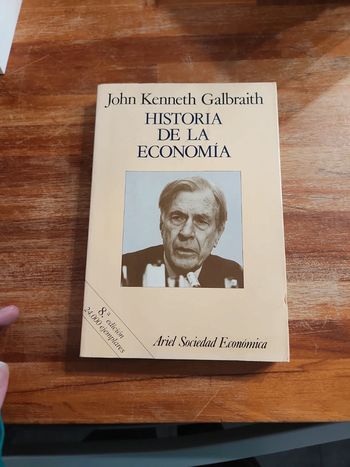 John Kenneth Galbraith
HISTORIA
DE LA
ECONOMÍA
8.ª edición
24.000 ejemplares
Ariel Sociedad Económica